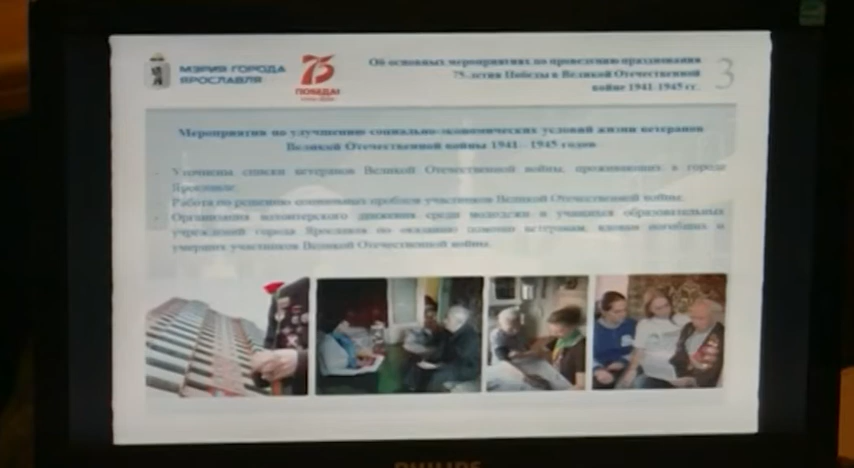 МЭРИЯ ГОРОДА
ЯРОСЛАВЛЯ
75
ПОБЕДА!
Об основных мероприятиях по проведению празднования
75-летия Победы в Великой Отечественной
войне 1941-1945 гг.
3
Мероприятия по улучшению социально-экономических условий жизни ветеранов
Великой Отечественной войны 1941 - 1945 годов
- Уточнены списки ветеранов Великой Отечественной войны, проживающих в городе
Ярославле.
- Работа по решению социальных проблем участников Великой Отечественной войны.
- Организация волонтерского движения среди молодежи и учащихся образовательных
учреждений города Ярославля по оказанию помощи ветеранам, вдовам погибших и
умерших участников Великой Отечественной войны.
PHILIPS